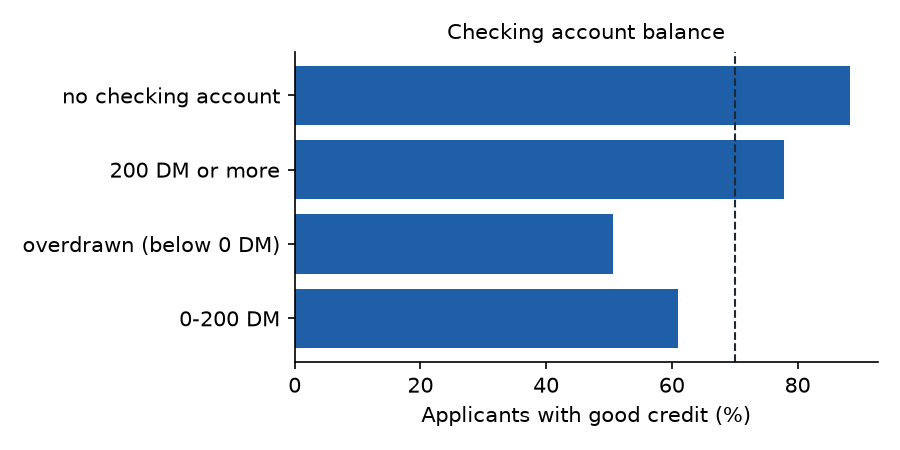 Checking account balance
no checking account
200 DM or more
overdrawn (below 0 DM)
0-200 DM
0 20 40 60 80
Applicants with good credit (%)